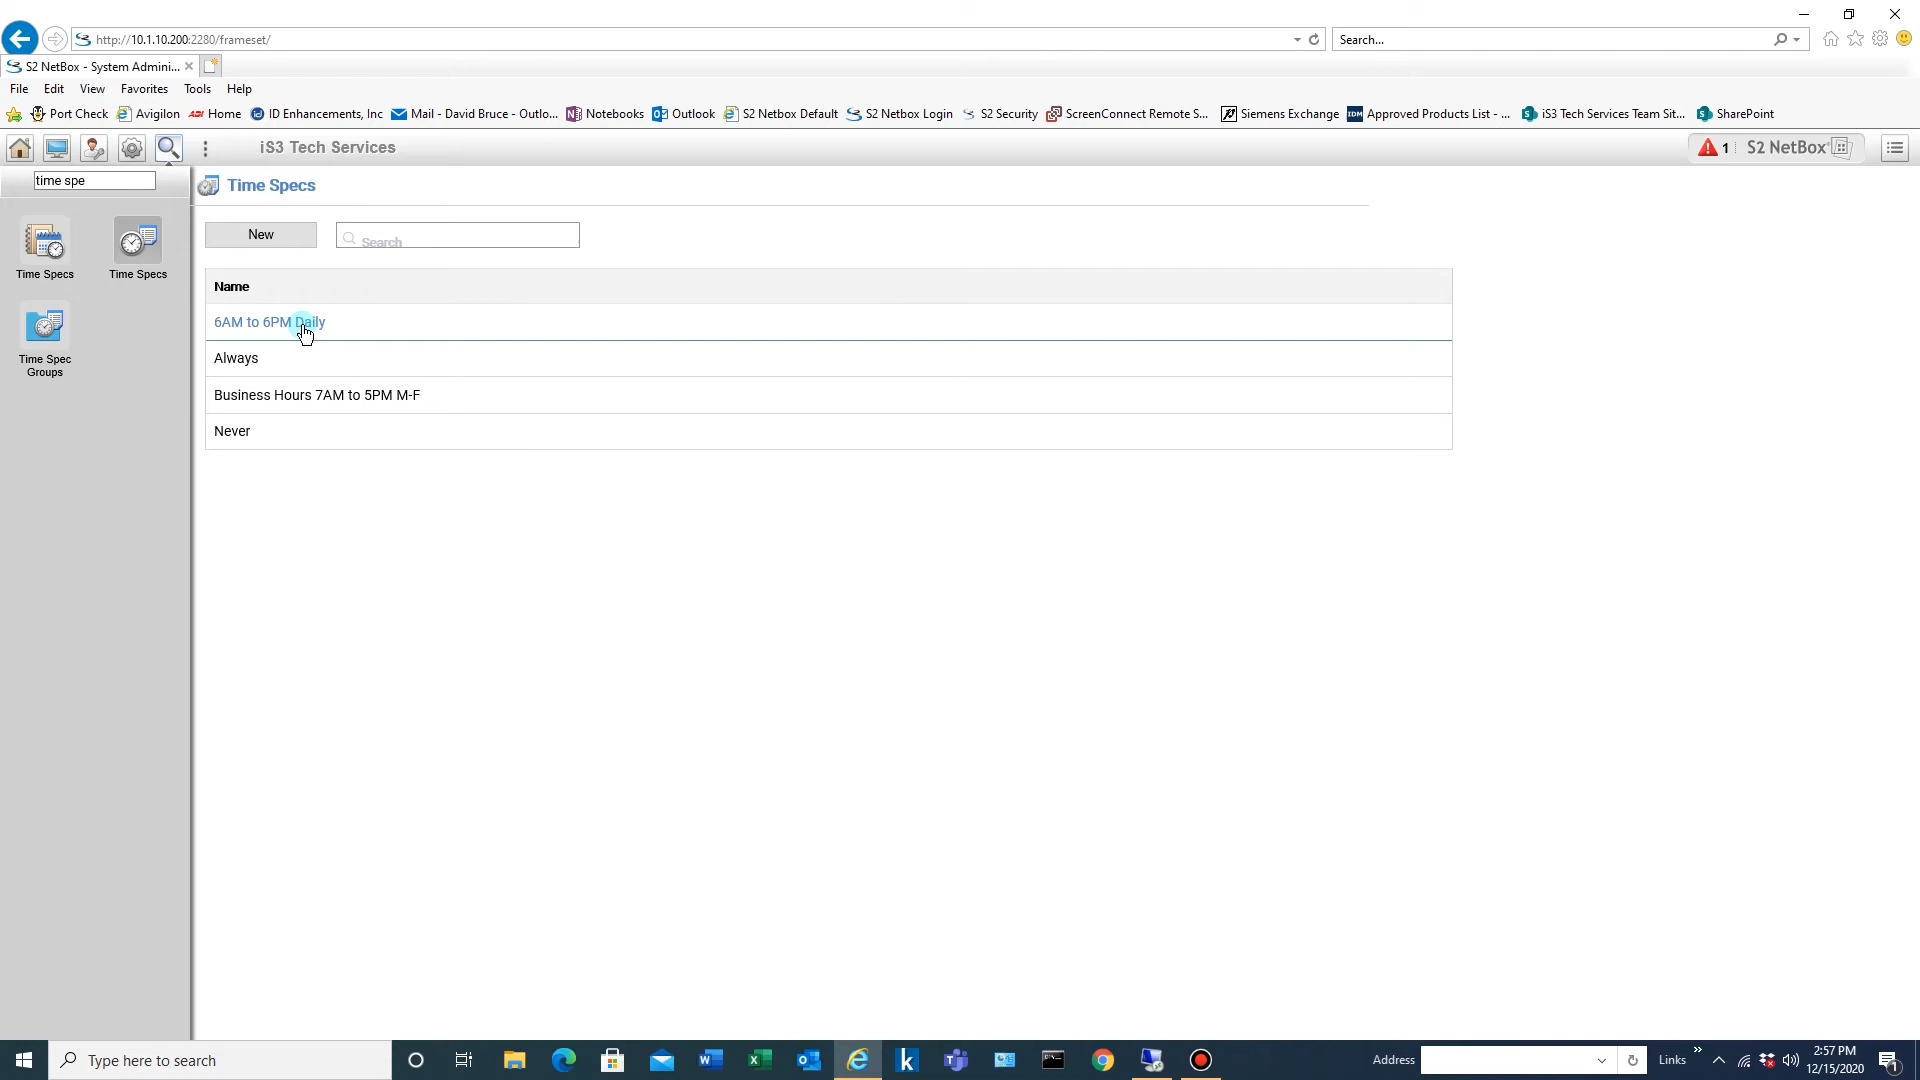 http://10.1.10.200:2280/frameset/
Search...
S2 NetBox - System Admini...
File Edit View Favorites Tools Help
Port Check Avigilon ADI Home ID Enhancements, Inc Mail - David Bruce - Outlo... Notebooks Outlook S2 Netbox Default S2 Netbox Login S2 Security ScreenConnect Remote S... Siemens Exchange Approved Products List - ... iS3 Tech Services Team Sit... SharePoint
iS3 Tech Services
1 S2 NetBox
time spe
Time Specs
New
Search
Time Specs
Time Specs
Time Spec
Groups
Name
6AM to 6PM Daily
Always
Business Hours 7AM to 5PM M-F
Never
Type here to search
Address
Links
2:57 PM
12/15/2020
1